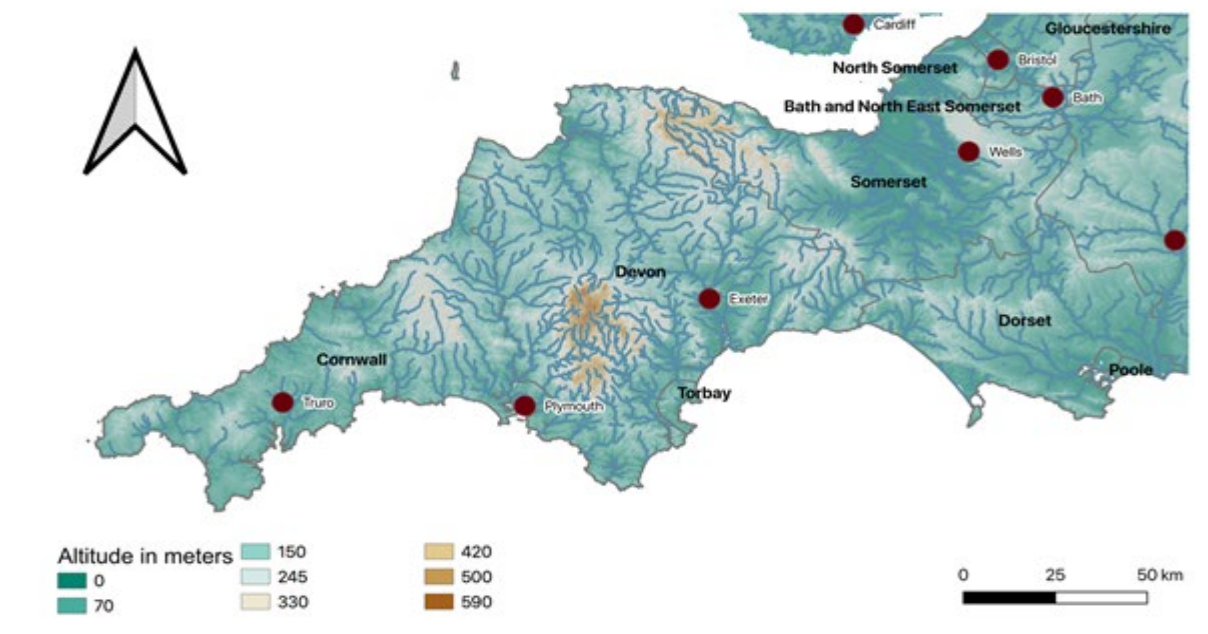 Cardiff
Gloucestershire
Bristol
North Somerset
Bath
Bath and North East Somerset
Wells
Somerset
Devon
Exeter
Dorset
Cornwall
Poole
Torbay
Truro
Plymouth
Altitude in meters
0
70
150
245
330
420
500
590
0 25 50 km